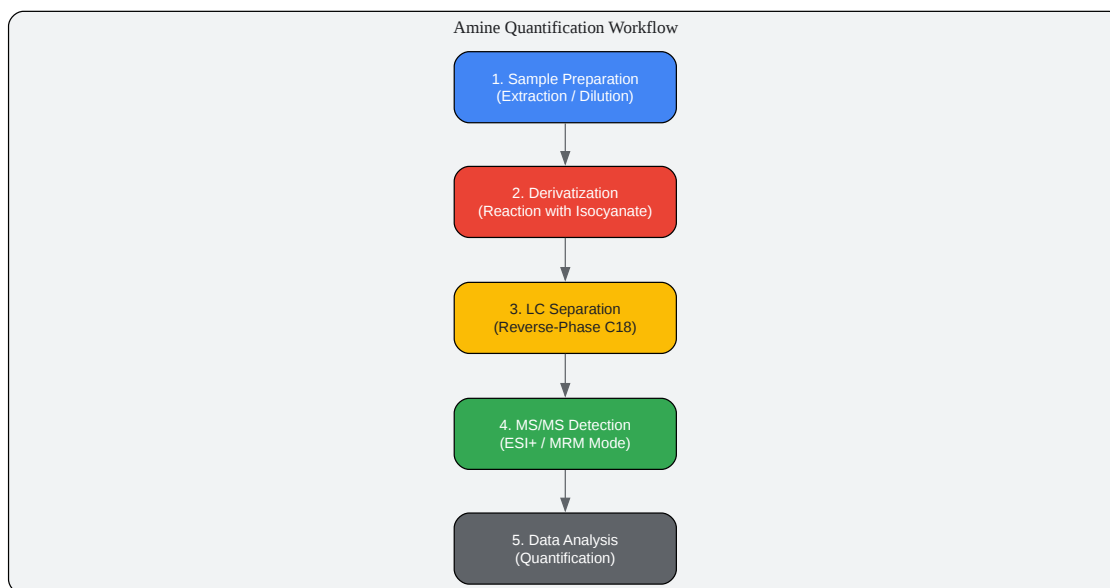 Amine Quantification Workflow
1. Sample Preparation
(Extraction / Dilution)
2. Derivatization
(Reaction with Isocyanate)
3. LC Separation
(Reverse-Phase C18)
4. MS/MS Detection
(ESI+ / MRM Mode)
5. Data Analysis
(Quantification)